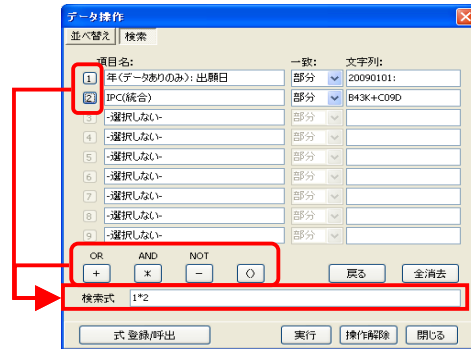 データ操作
並べ替え 検索
項目名: 一致: 文字列:
1 年(データありのみ): 出願日 部分 20090101:
2 IPC(統合) 部分 B43K+C09D
3 -選択しない- 部分
4 -選択しない- 部分
5 -選択しない- 部分
6 -選択しない- 部分
7 -選択しない- 部分
8 -選択しない- 部分
9 -選択しない- 部分
OR AND NOT
+ * - () 戻る 全消去
検索式 1*2
式 登録/呼出 実行 操作解除 閉じる